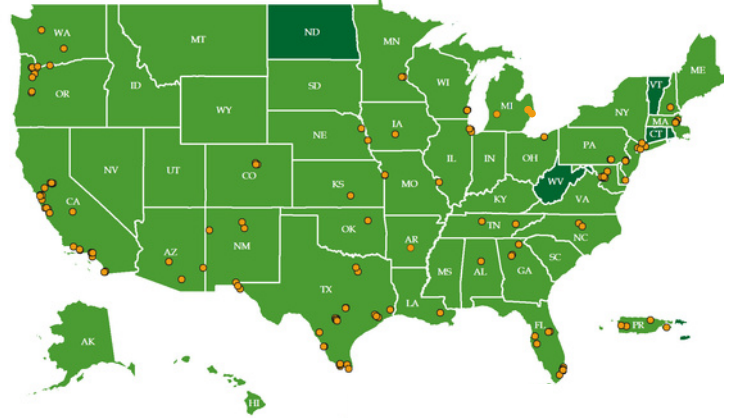 WA
MT
ND
MN
ME
VT
OR
ID
WY
SD
WI
MI
NY
MA
CT
NE
IA
PA
NV
UT
CO
IL
IN
OH
CA
KS
MO
WV
VA
KY
AZ
NM
OK
AR
TN
NC
MS
AL
GA
SC
TX
LA
FL
PR
AK
HI